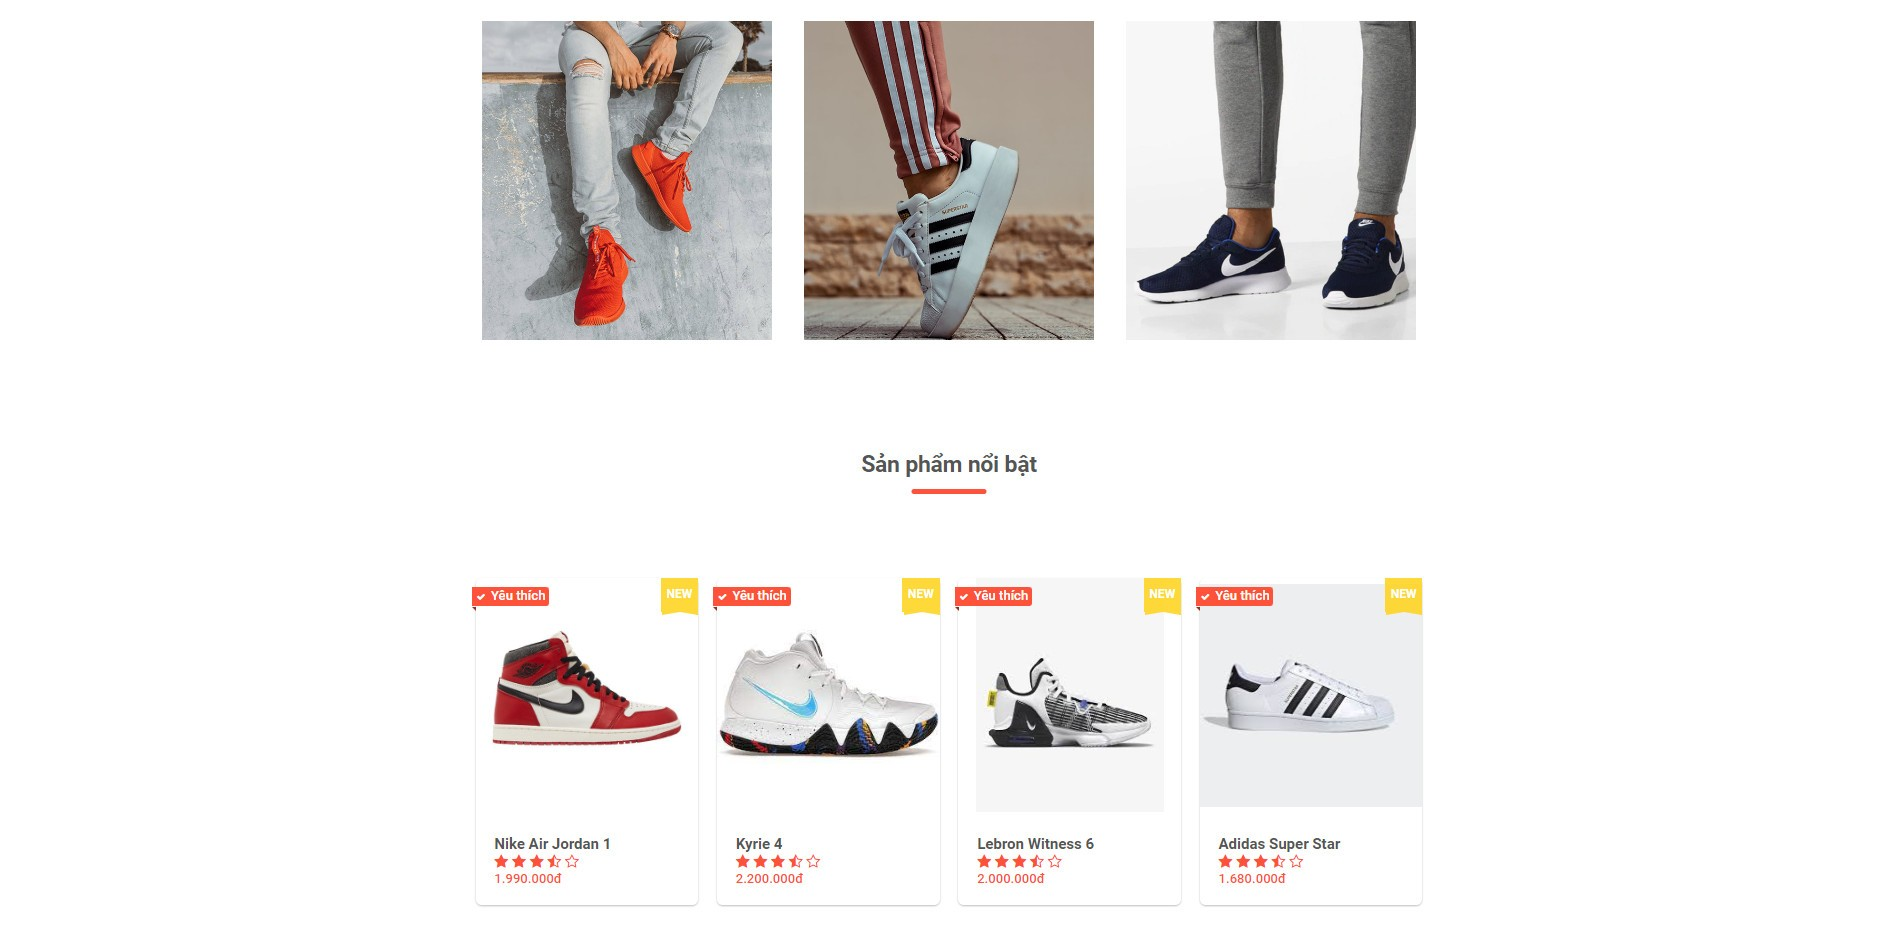 SUPERSTAR
Sản phẩm nổi bật
Yêu thích
NEW
Yêu thích
NEW
Yêu thích
NEW
Yêu thích
NEW
Nike Air Jordan 1
1.990.000đ
Kyrie 4
2.200.000đ
Lebron Witness 6
2.000.000đ
Adidas Super Star
1.680.000đ